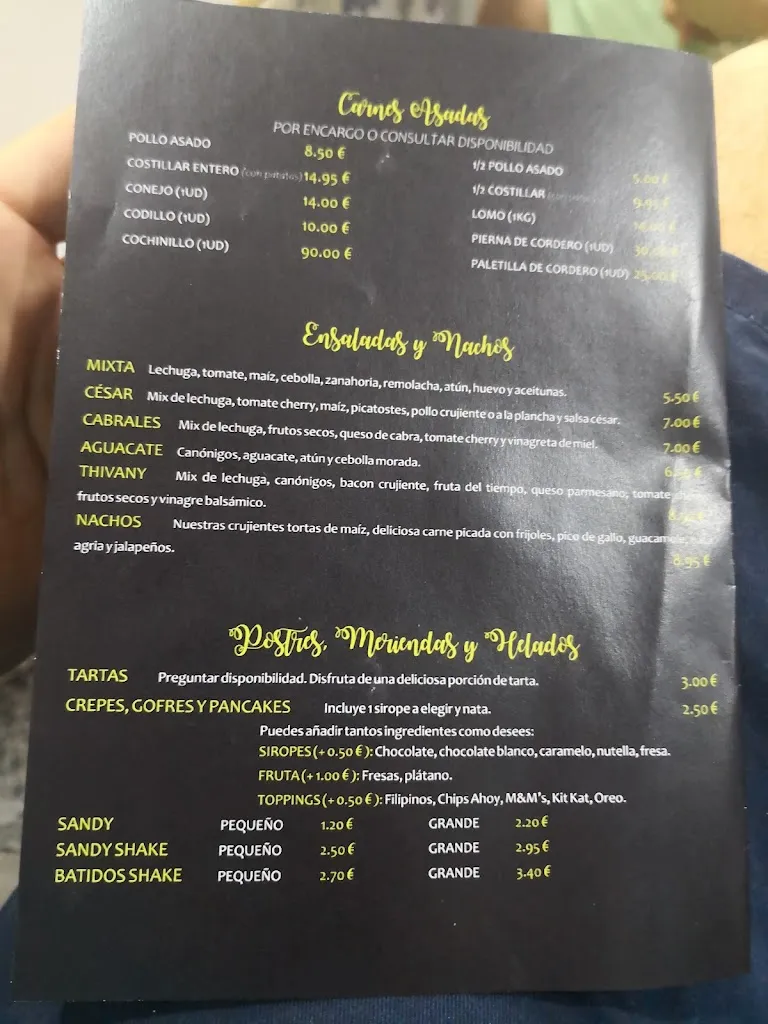 Carnes Asadas
POR ENCARGO O CONSULTAR DISPONIBILIDAD
POLLO ASADO 8.50 €
COSTILLAR ENTERO (con patatas) 14.95 €
CONEJO (1UD) 14.00 €
CODILLO (1UD) 10.00 €
COCHINILLO (1UD) 90.00 €
1/2 POLLO ASADO 5.00 €
1/2 COSTILLAR 9.95 €
LOMO (1KG)
PIERNA DE CORDERO (1UD)
PALETILLA DE CORDERO (1UD) 25.00 €
Ensaladas y Nachos
MIXTA Lechuga, tomate, maíz, cebolla, zanahoria, remolacha, atún, huevo y aceitunas. 5.50 €
CÉSAR Mix de lechuga, tomate cherry, maíz, picatostes, pollo crujiente o a la plancha y salsa césar. 7.00 €
CABRALES Mix de lechuga, frutos secos, queso de cabra, tomate cherry y vinagreta de miel. 7.00 €
AGUACATE Canónigos, aguacate, atún y cebolla morada.
THIVANY Mix de lechuga, canónigos, bacon crujiente, fruta del tiempo, queso parmesano, tomate
frutos secos y vinagre balsámico.
NACHOS Nuestras crujientes tortas de maíz, deliciosa carne picada con frijoles, pico de gallo, guacamole,
agria y jalapeños. 8.95 €
Postres, Meriendas y Helados
TARTAS Preguntar disponibilidad. Disfruta de una deliciosa porción de tarta. 3.00 €
CREPES, GOFRES Y PANCAKES Incluye 1 sirope a elegir y nata. 2.50 €
Puedes añadir tantos ingredientes como desees:
SIROPES (+ 0.50 €): Chocolate, chocolate blanco, caramelo, nutella, fresa.
FRUTA (+ 1.00 €): Fresas, plátano.
TOPPINGS (+ 0.50 €): Filipinos, Chips Ahoy, M&M's, Kit Kat, Oreo.
SANDY PEQUEÑO 1.20 € GRANDE 2.20 €
SANDY SHAKE PEQUEÑO 2.50 € GRANDE 2.95 €
BATIDOS SHAKE PEQUEÑO 2.70 € GRANDE 3.40 €